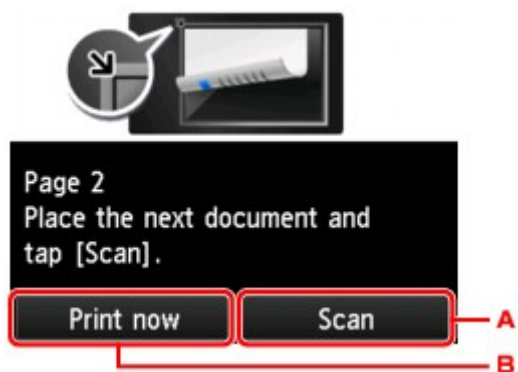 Page 2
Place the next document and
tap [Scan].
Print now
Scan
A
B